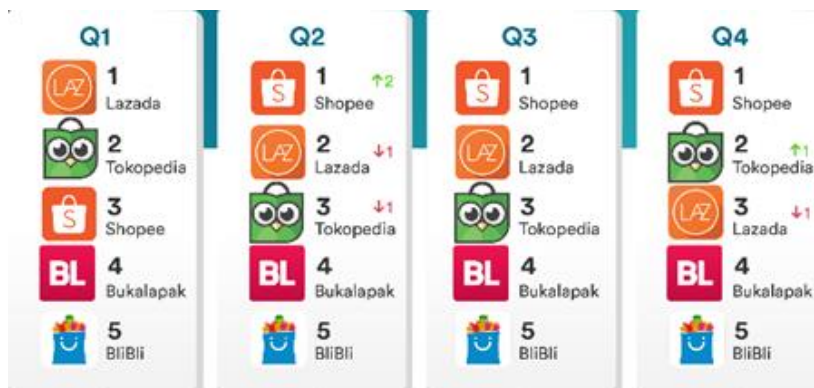 Q1
LAZ
1
Lazada
2
Tokopedia
S
3
Shopee
BL
4
Bukalapak
5
BliBli
Q2
S
1 ↑2
Shopee
LAZ
2
Lazada ↓1
3 ↓1
Tokopedia
BL
4
Bukalapak
5
BliBli
Q3
S
1
Shopee
LAZ
2
Lazada
3
Tokopedia
BL
4
Bukalapak
5
BliBli
Q4
S
1
Shopee
2 ↑1
Tokopedia
LAZ
3
Lazada ↓1
BL
4
Bukalapak
5
BliBli